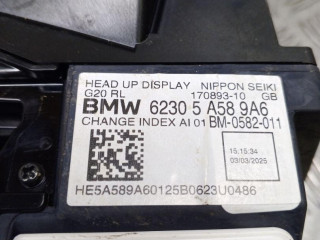 HEAD UP DISPLAY NIPPON SEIKI
G20 RL 170893-10 GB
BMW 6230 5 A58 9A6
CHANGE INDEX AI 01 BM-0582-011
15:15:34
03/03/2025
HE5A589A60125B0623U0486